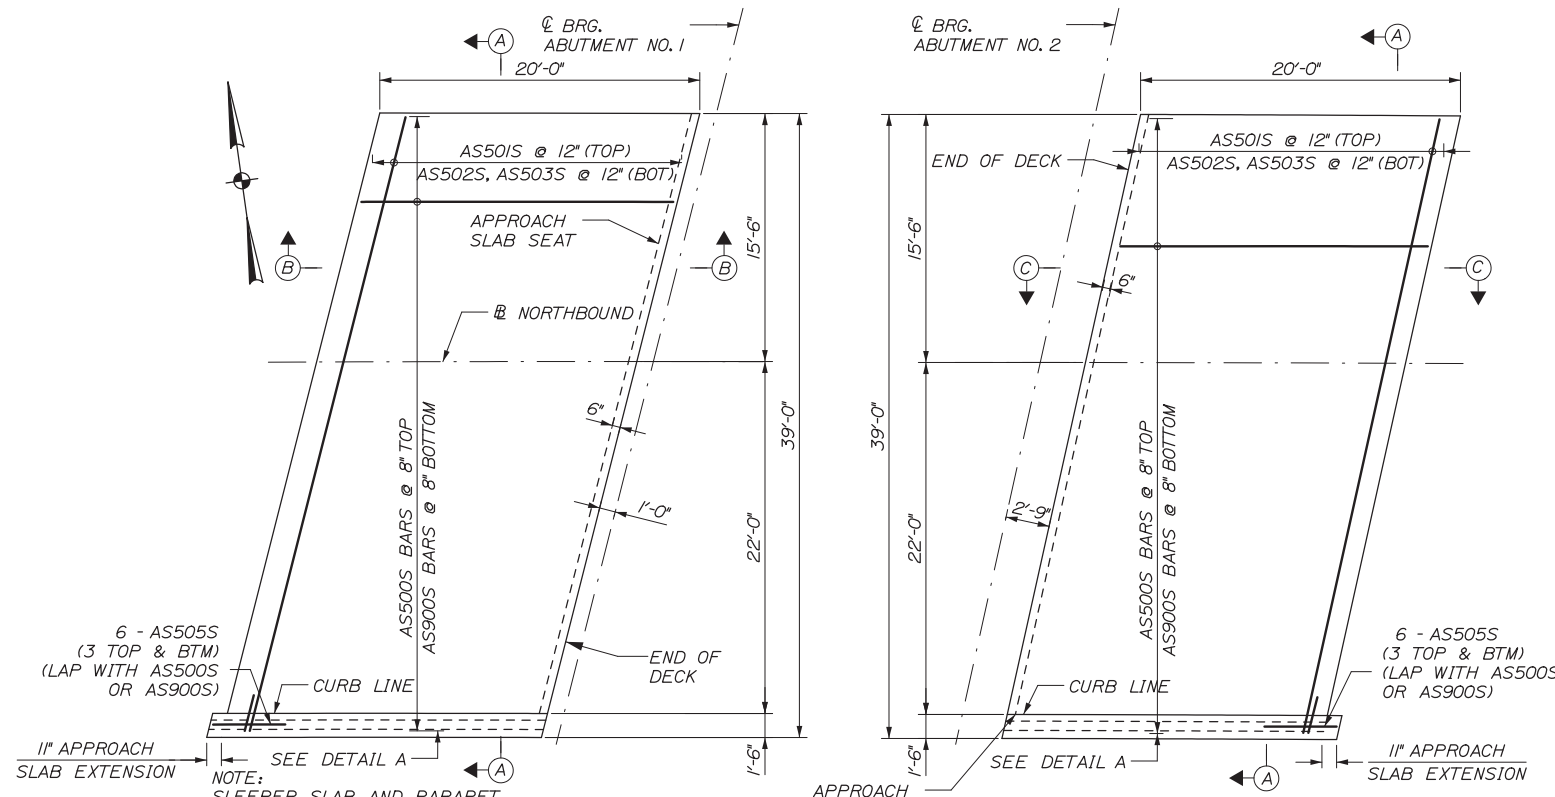 ℄ BRG.
ABUTMENT NO. 1
A
20'-0"
AS501S @ 12" (TOP)
AS502S, AS503S @ 12" (BOT)
APPROACH
SLAB SEAT
B
B
15'-6"
℄ NORTHBOUND
6"
39'-0"
AS500S BARS @ 8" TOP
AS900S BARS @ 8" BOTTOM
1'-0"
22'-0"
6 - AS505S
(3 TOP & BTM)
(LAP WITH AS500S
OR AS900S)
END OF
DECK
CURB LINE
11" APPROACH
SLAB EXTENSION
SEE DETAIL A
A
1'-6"
NOTE:
SLEEPER SLAB AND PARAPET
℄ BRG.
ABUTMENT NO. 2
A
20'-0"
AS501S @ 12" (TOP)
AS502S, AS503S @ 12" (BOT)
END OF DECK
15'-6"
C
C
6"
39'-0"
AS500S BARS @ 8" TOP
AS900S BARS @ 8" BOTTOM
2'-9"
22'-0"
6 - AS505S
(3 TOP & BTM)
(LAP WITH AS500S
OR AS900S)
CURB LINE
1'-6"
SEE DETAIL A
A
11" APPROACH
SLAB EXTENSION
APPROACH